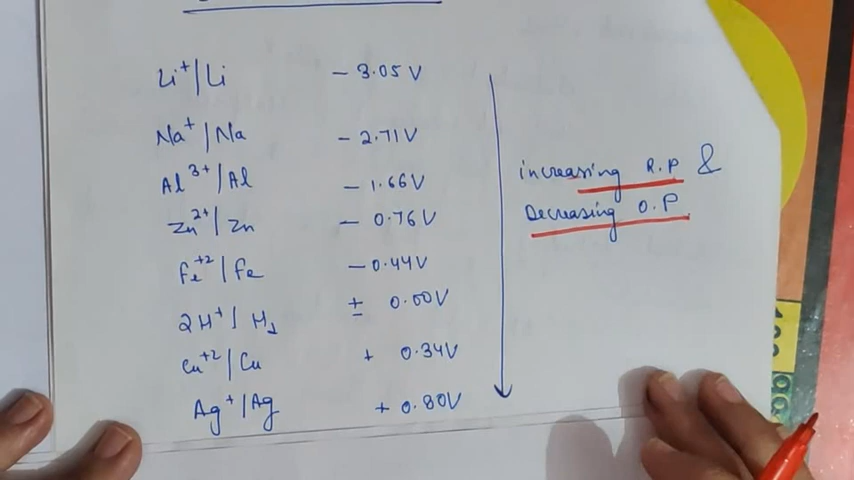 Li⁺/Li − 3.05 V
Na⁺/Na − 2.71V
Al³⁺/Al − 1.66V
Zn²⁺/Zn − 0.76V
Fe⁺²/Fe − 0.44V
2H⁺/H₂ ± 0.00V
Cu⁺²/Cu + 0.34V
Ag⁺/Ag + 0.80V
increasing R.P &
Decreasing O.P